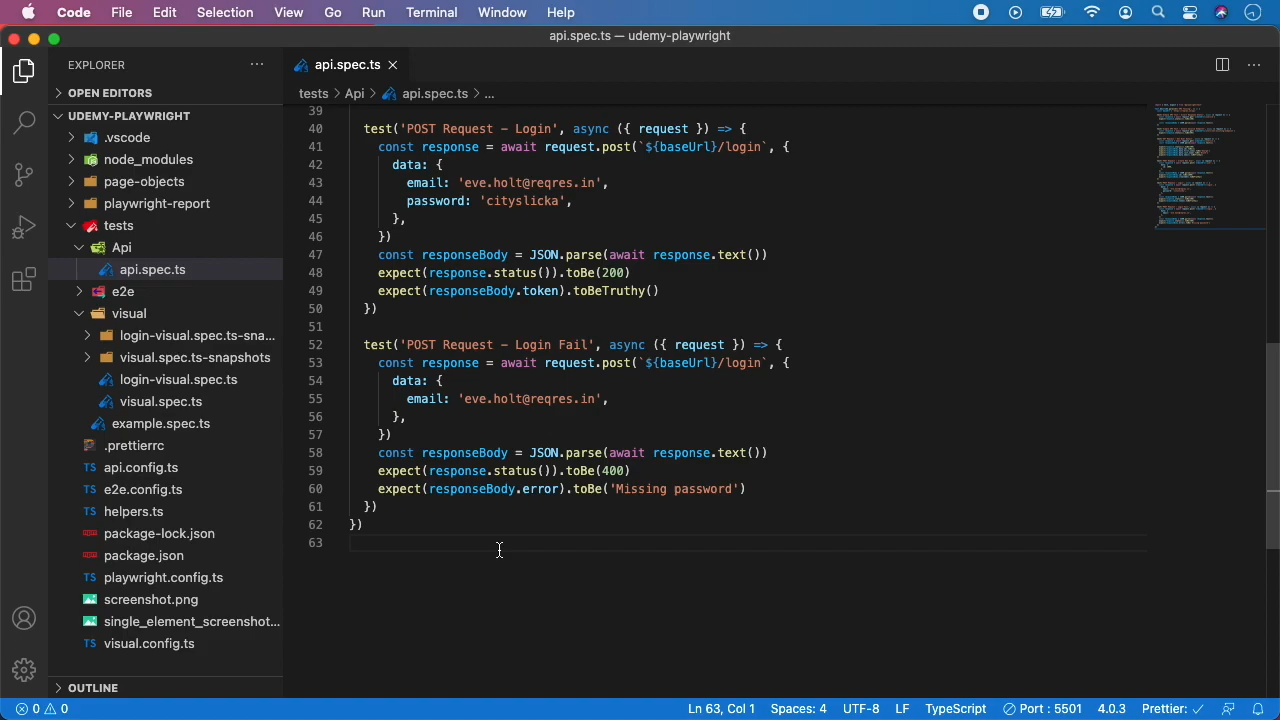 Code File Edit Selection View Go Run Terminal Window Help
api.spec.ts — udemy-playwright
EXPLORER
OPEN EDITORS
UDEMY-PLAYWRIGHT
.vscode
node_modules
page-objects
playwright-report
tests
Api
api.spec.ts
e2e
visual
login-visual.spec.ts-sna...
visual.spec.ts-snapshots
login-visual.spec.ts
visual.spec.ts
example.spec.ts
.prettierrc
TS api.config.ts
TS e2e.config.ts
TS helpers.ts
package-lock.json
package.json
TS playwright.config.ts
screenshot.png
single_element_screenshot...
TS visual.config.ts
OUTLINE
api.spec.ts
tests > Api > api.spec.ts > ...
39
40 test('POST Request – Login', async ({ request }) => {
41 const response = await request.post(`${baseUrl}/login`, {
42 data: {
43 email: 'eve.holt@reqres.in',
44 password: 'cityslicka',
45 },
46 })
47 const responseBody = JSON.parse(await response.text())
48 expect(response.status()).toBe(200)
49 expect(responseBody.token).toBeTruthy()
50 })
51
52 test('POST Request – Login Fail', async ({ request }) => {
53 const response = await request.post(`${baseUrl}/login`, {
54 data: {
55 email: 'eve.holt@reqres.in',
56 },
57 })
58 const responseBody = JSON.parse(await response.text())
59 expect(response.status()).toBe(400)
60 expect(responseBody.error).toBe('Missing password')
61 })
62 })
63
0 0 Ln 63, Col 1 Spaces: 4 UTF-8 LF TypeScript Port : 5501 4.0.3 Prettier: ✓